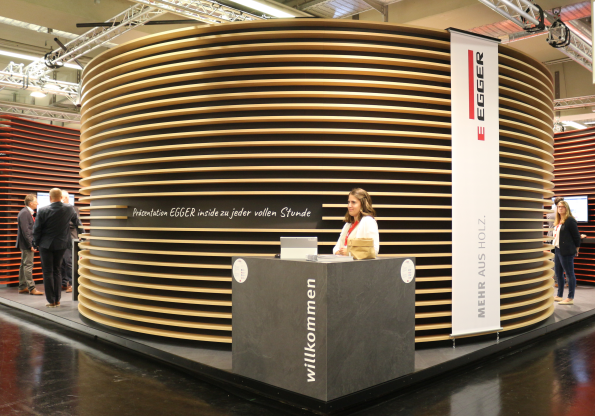 E EGGER
MEHR AUS HOLZ.
Präsentation EGGER inside zu jeder vollen Stunde
willkommen